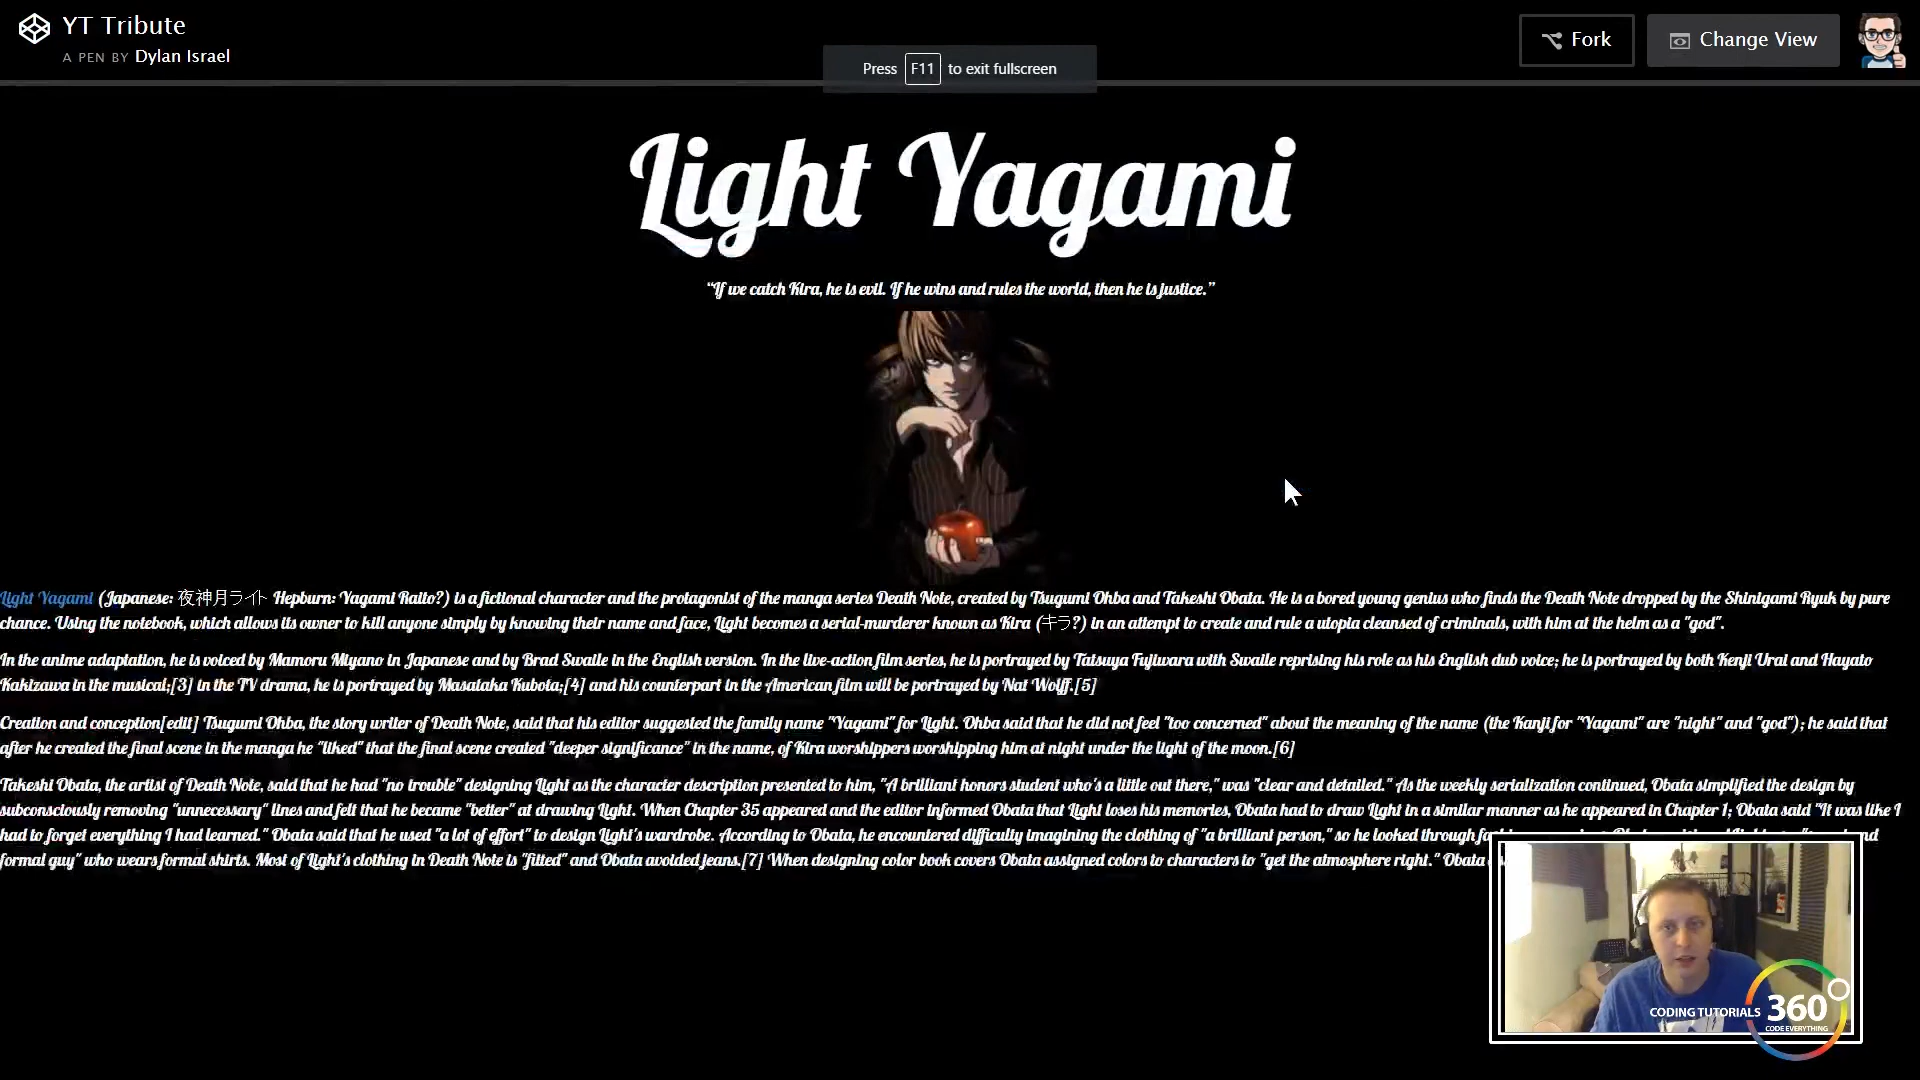 YT Tribute
A PEN BY Dylan Israel
Fork
Change View
Press F11 to exit fullscreen
Light Yagami
“If we catch Kira, he is evil. If he wins and rules the world, then he is justice.”
Light Yagami (Japanese: 夜神月ライト Hepburn: Yagami Raito?) is a fictional character and the protagonist of the manga series Death Note, created by Tsugumi Ohba and Takeshi Obata. He is a bored young genius who finds the Death Note dropped by the Shinigami Ryuk by pure
chance. Using the notebook, which allows its owner to kill anyone simply by knowing their name and face, Light becomes a serial-murderer known as Kira (キラ?) in an attempt to create and rule a utopia cleansed of criminals, with him at the helm as a "god".
In the anime adaptation, he is voiced by Mamoru Miyano in Japanese and by Brad Swaile in the English version. In the live-action film series, he is portrayed by Tatsuya Fujiwara with Swaile reprising his role as his English dub voice; he is portrayed by both Kenji Urai and Hayato
Kakizawa in the musical;[3] in the TV drama, he is portrayed by Masataka Kubota;[4] and his counterpart in the American film will be portrayed by Nat Wolff.[5]
Creation and conception[edit] Tsugumi Ohba, the story writer of Death Note, said that his editor suggested the family name "Yagami" for Light. Ohba said that he did not feel "too concerned" about the meaning of the name (the Kanji for "Yagami" are "night" and "god"); he said that
after he created the final scene in the manga he "liked" that the final scene created "deeper significance" in the name, of Kira worshippers worshipping him at night under the light of the moon.[6]
Takeshi Obata, the artist of Death Note, said that he had "no trouble" designing Light as the character description presented to him, "A brilliant honors student who's a little out there," was "clear and detailed." As the weekly serialization continued, Obata simplified the design by
subconsciously removing "unnecessary" lines and felt that he became "better" at drawing Light. When Chapter 35 appeared and the editor informed Obata that Light loses his memories, Obata had to draw Light in a similar manner as he appeared in Chapter 1; Obata said "It was like I
had to forget everything I had learned." Obata said that he used "a lot of effort" to design Light's wardrobe. According to Obata, he encountered difficulty imagining the clothing of "a brilliant person," so he looked through
formal guy" who wears formal shirts. Most of Light's clothing in Death Note is "fitted" and Obata avoided jeans.[7] When designing color book covers Obata assigned colors to characters to "get the atmosphere right." Obata
CODING TUTORIALS 360
CODE EVERYTHING